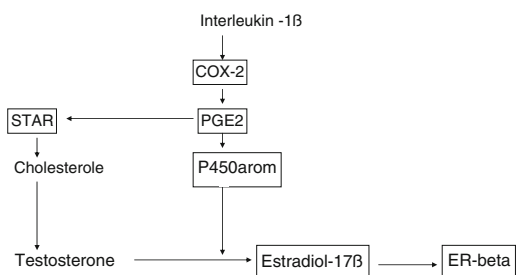 Interleukin -1ß
COX-2
STAR
PGE2
Cholesterole
P450arom
Testosterone
Estradiol-17ß
ER-beta